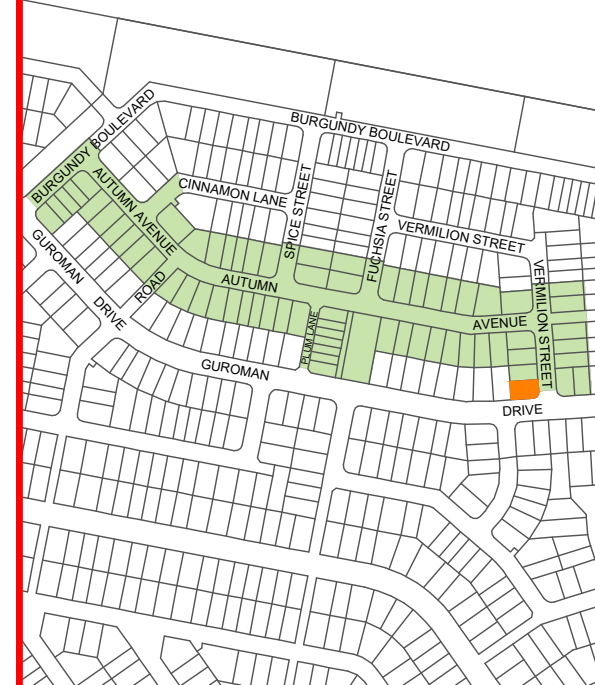 BURGUNDY BOULEVARD
BURGUNDY BOULEVARD
CINNAMON LANE
SPICE STREET
FUCHSIA STREET
VERMILION STREET
AUTUMN AVENUE
GUROMAN
DRIVE
ROAD
AUTUMN
AVENUE
VERMILION STREET
PLUM LANE
GUROMAN
DRIVE